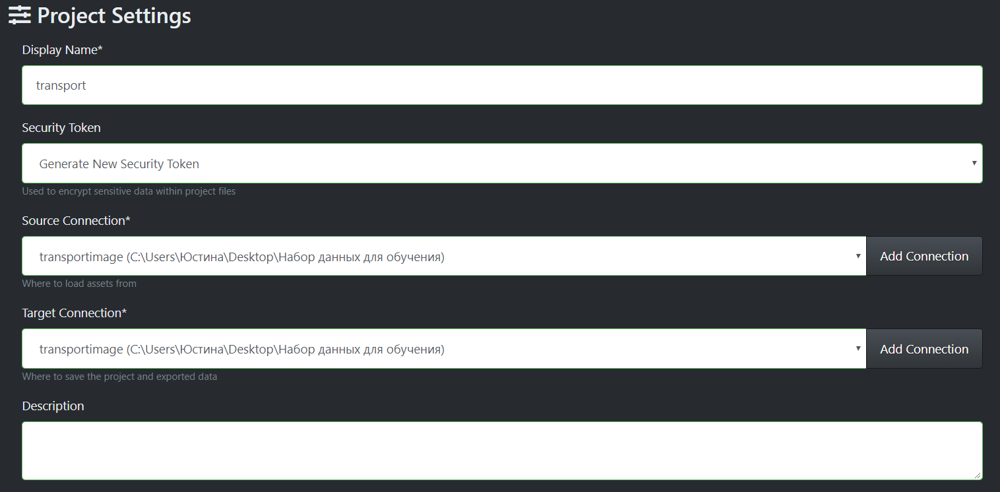 Project Settings
Display Name*
transport
Security Token
Generate New Security Token
Used to encrypt sensitive data within project files
Source Connection*
transportimage (C:\Users\Юстина\Desktop\Набор данных для обучения)
Add Connection
Where to load assets from
Target Connection*
transportimage (C:\Users\Юстина\Desktop\Набор данных для обучения)
Add Connection
Where to save the project and exported data
Description